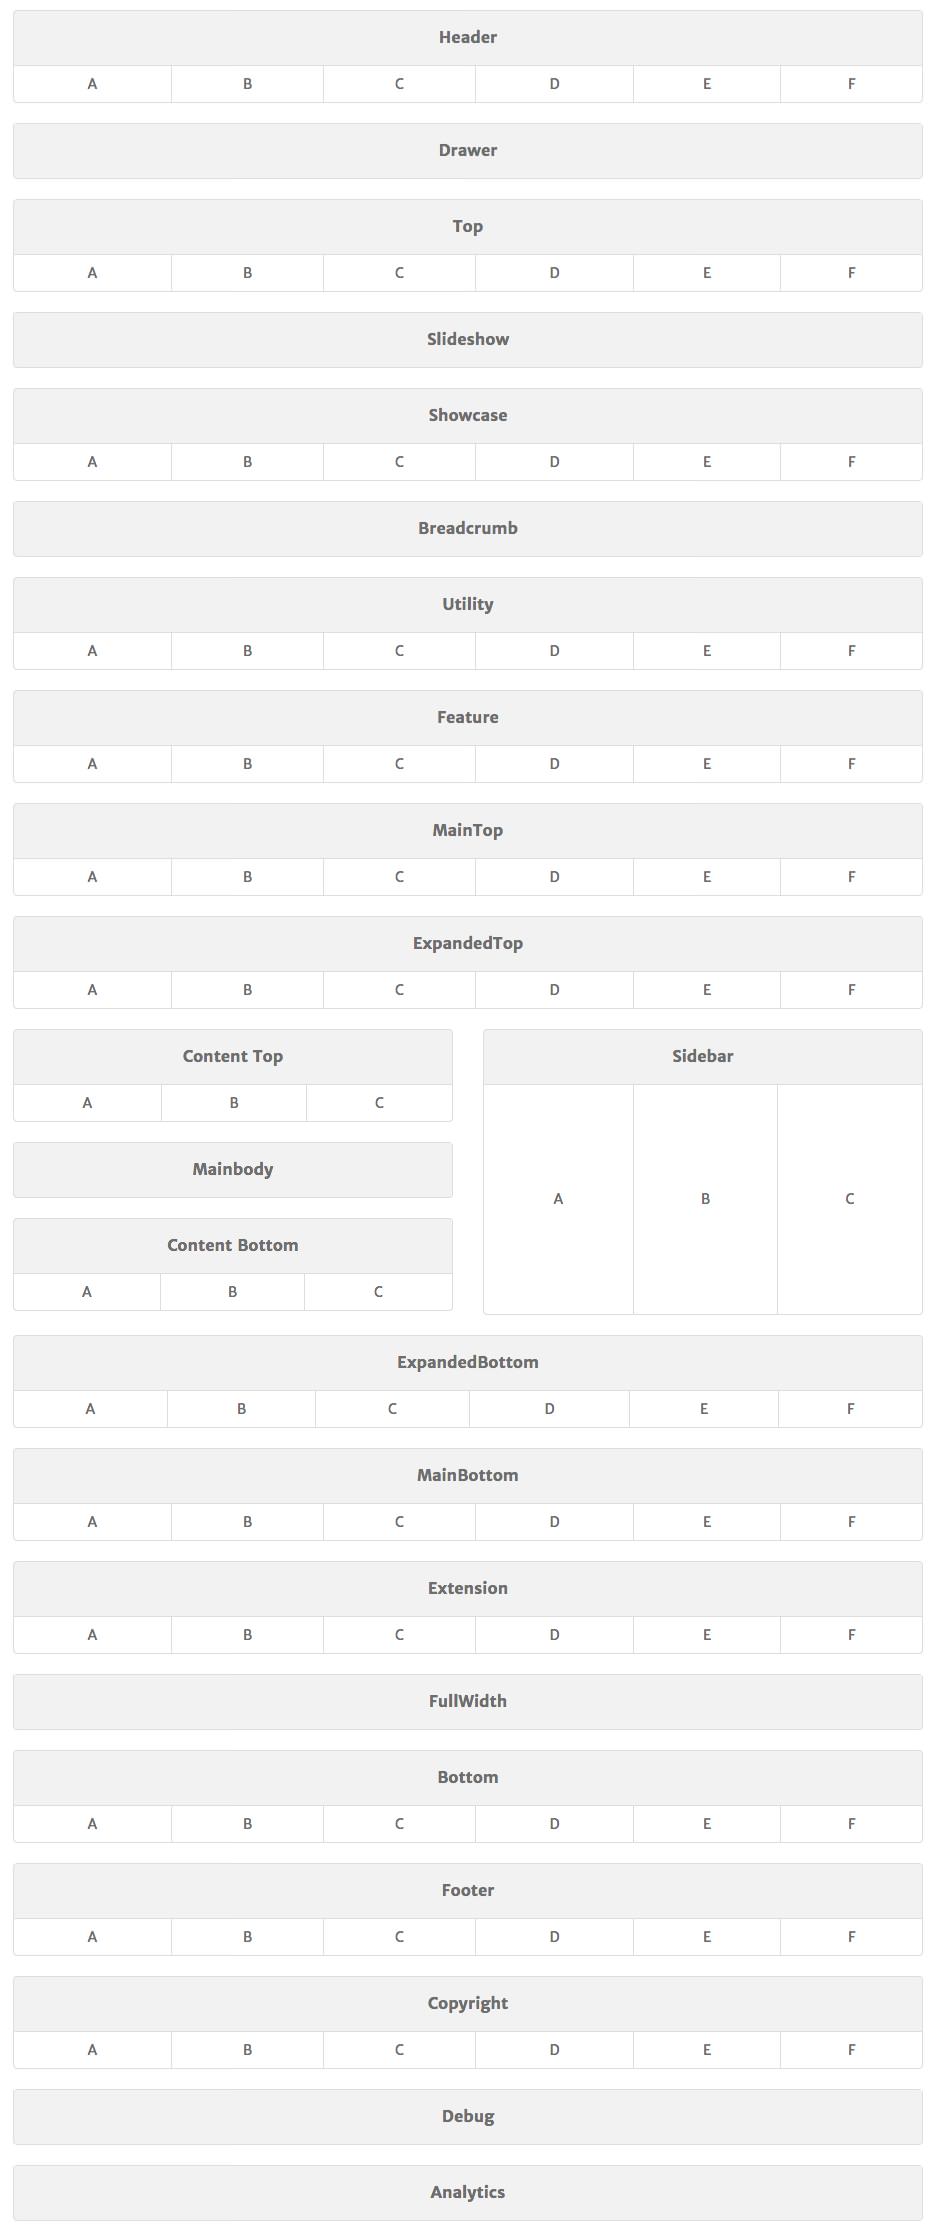 Header
A B C D E F
Drawer
Top
A B C D E F
Slideshow
Showcase
A B C D E F
Breadcrumb
Utility
A B C D E F
Feature
A B C D E F
MainTop
A B C D E F
ExpandedTop
A B C D E F
Content Top
A B C
Mainbody
Content Bottom
A B C
Sidebar
A B C
ExpandedBottom
A B C D E F
MainBottom
A B C D E F
Extension
A B C D E F
FullWidth
Bottom
A B C D E F
Footer
A B C D E F
Copyright
A B C D E F
Debug
Analytics